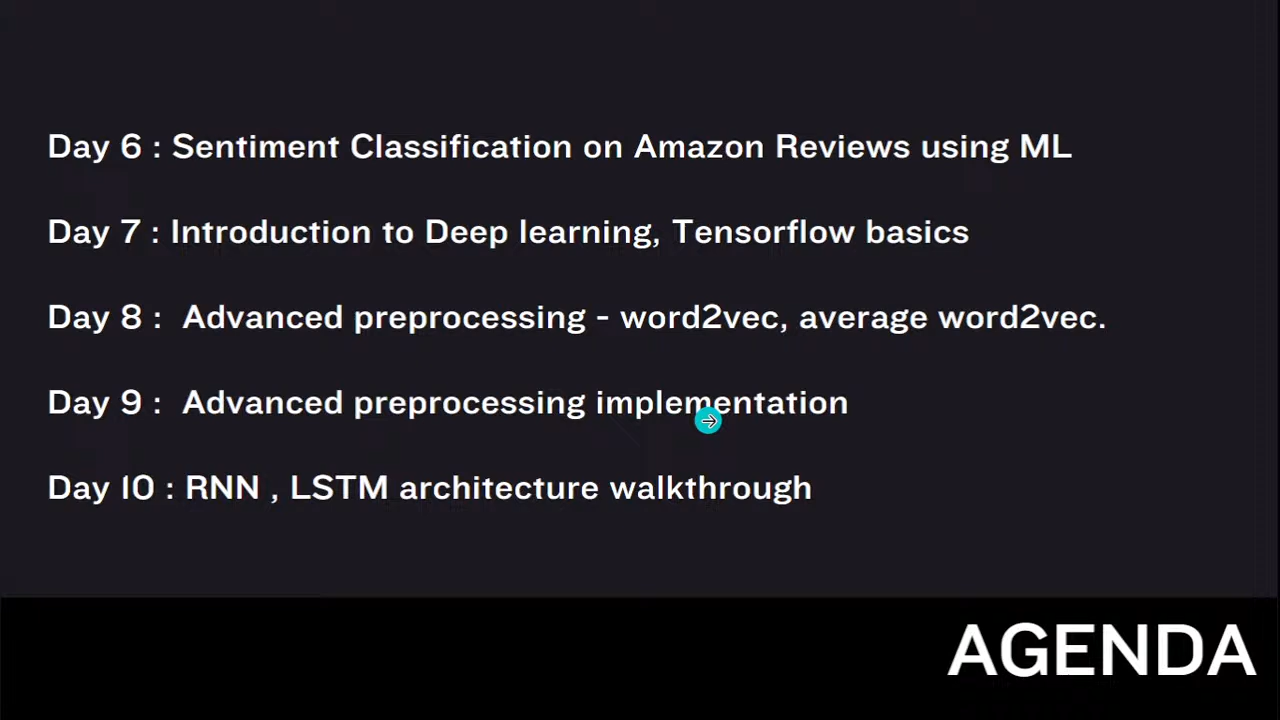 Day 6 : Sentiment Classification on Amazon Reviews using ML
Day 7 : Introduction to Deep learning, Tensorflow basics
Day 8 :  Advanced preprocessing - word2vec, average word2vec.
Day 9 :  Advanced preprocessing implementation
Day 10 : RNN , LSTM architecture walkthrough
AGENDA